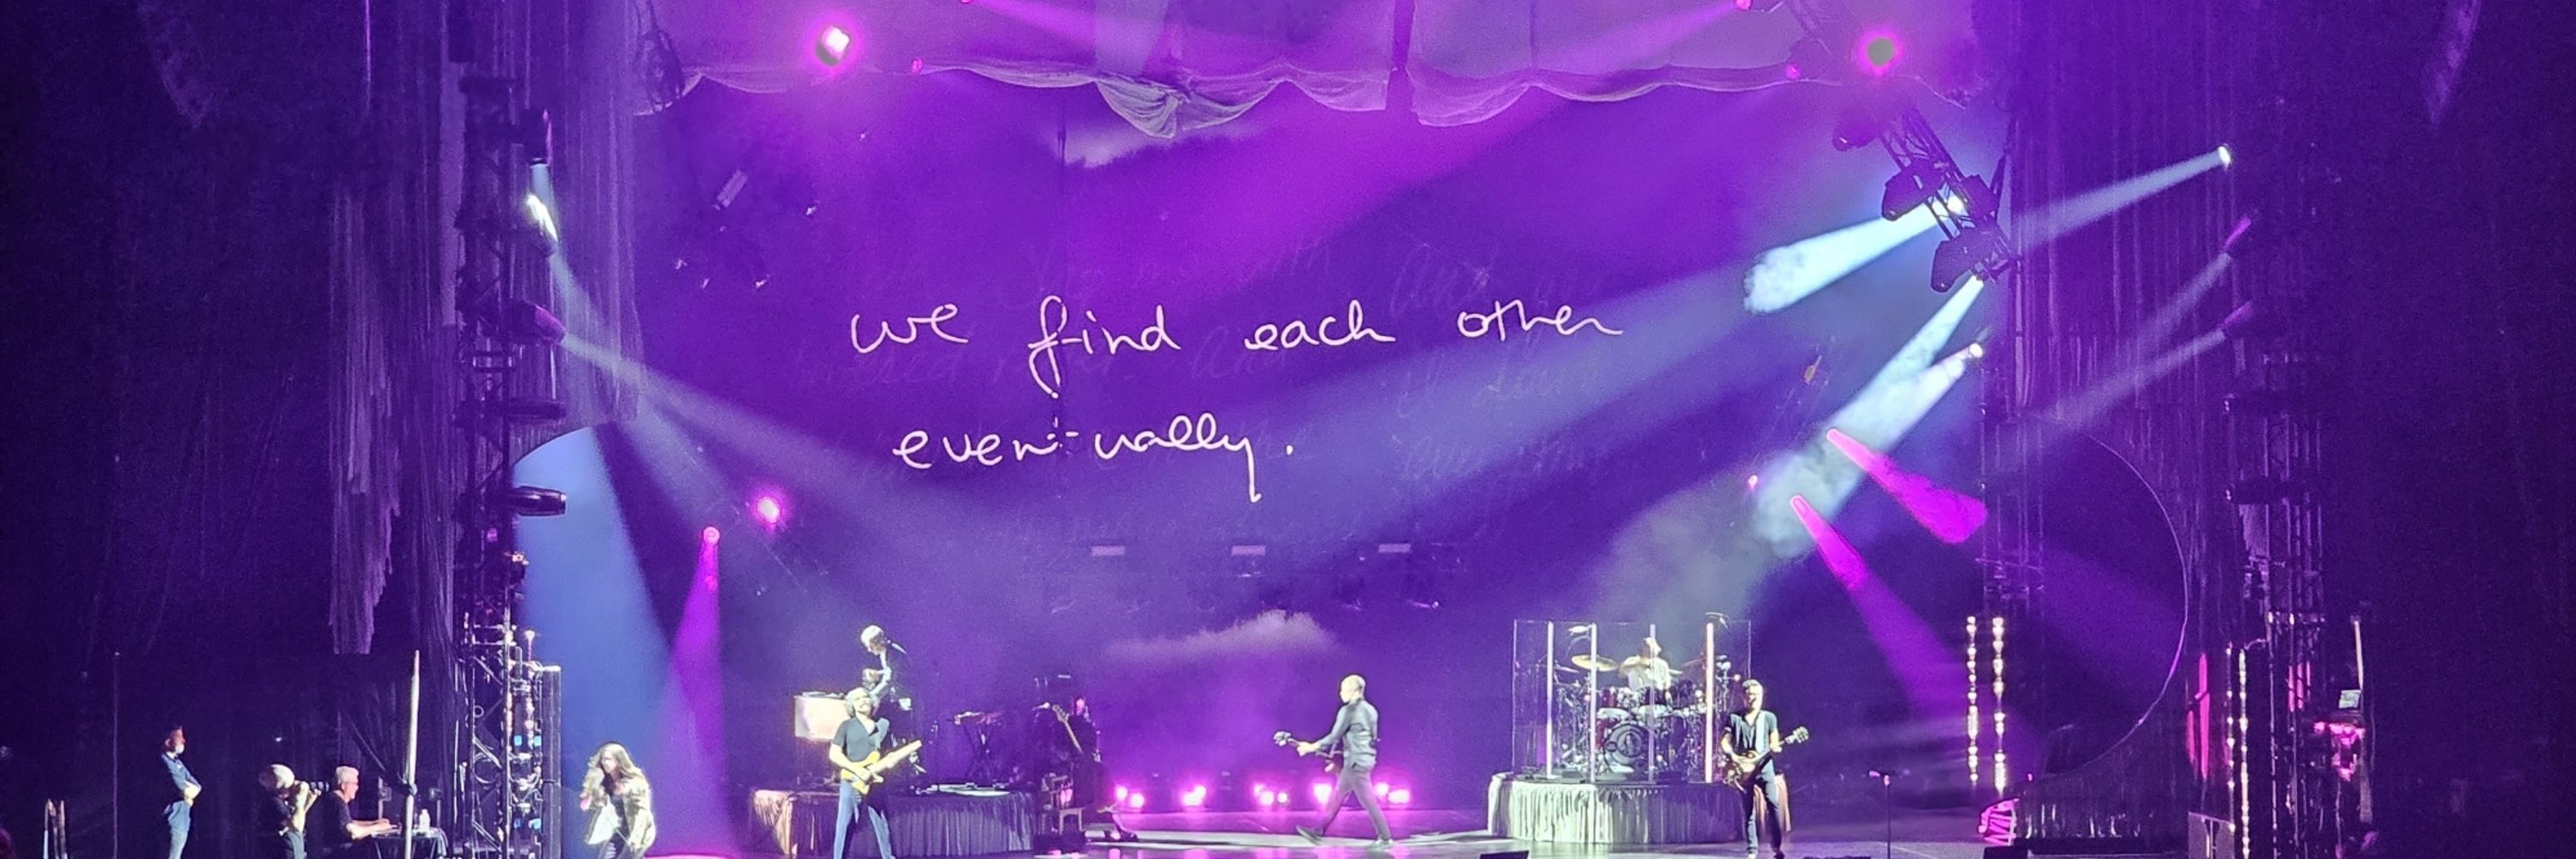 we find each other
eventually.